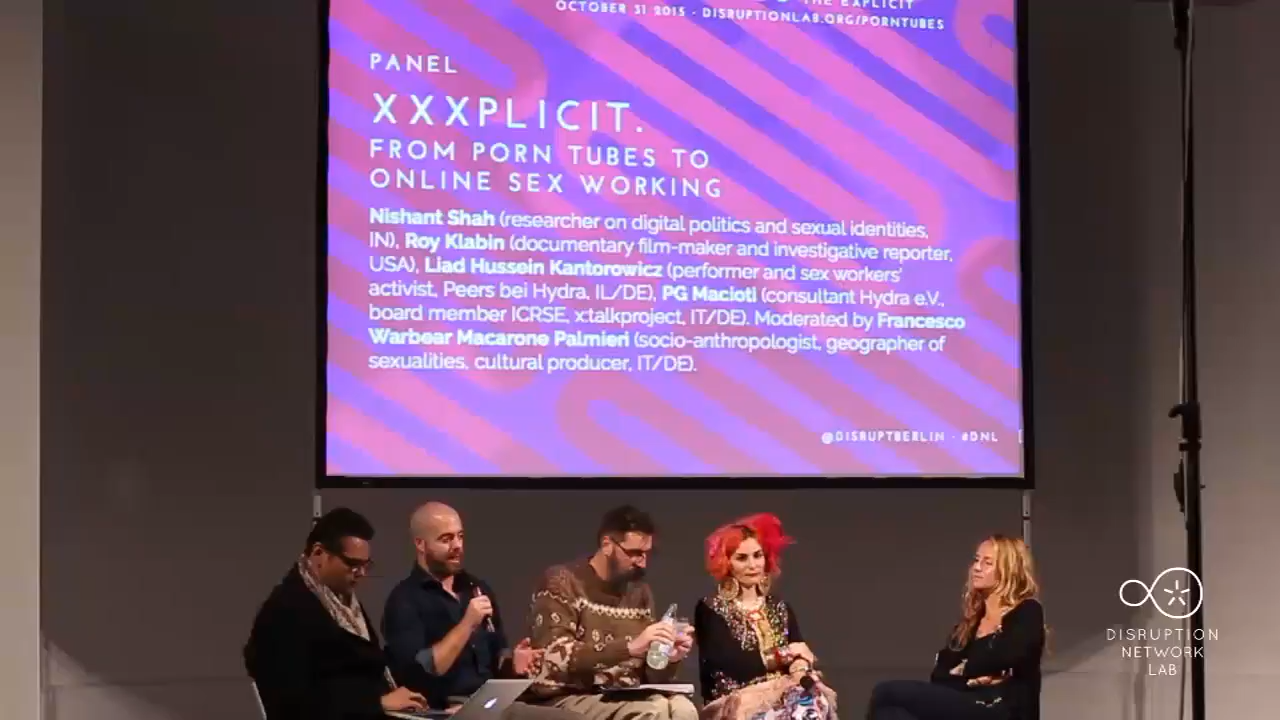 THE EXPLICIT
OCTOBER 31 2015 - DISRUPTIONLAB.ORG/PORNTUBES
PANEL
XXXPLICIT.
FROM PORN TUBES TO
ONLINE SEX WORKING
Nishant Shah (researcher on digital politics and sexual identities,
IN), Roy Klabin (documentary film-maker and investigative reporter,
USA), Liad Hussein Kantorowicz (performer and sex workers'
activist, Peers bei Hydra, IL/DE), PG Macioti (consultant Hydra e.V.,
board member ICRSE, x:talkproject, IT/DE). Moderated by Francesco
Warbear Macarone Palmieri (socio-anthropologist, geographer of
sexualities, cultural producer, IT/DE).
@DISRUPTBERLIN - #DNL
DISRUPTION
NETWORK
LAB